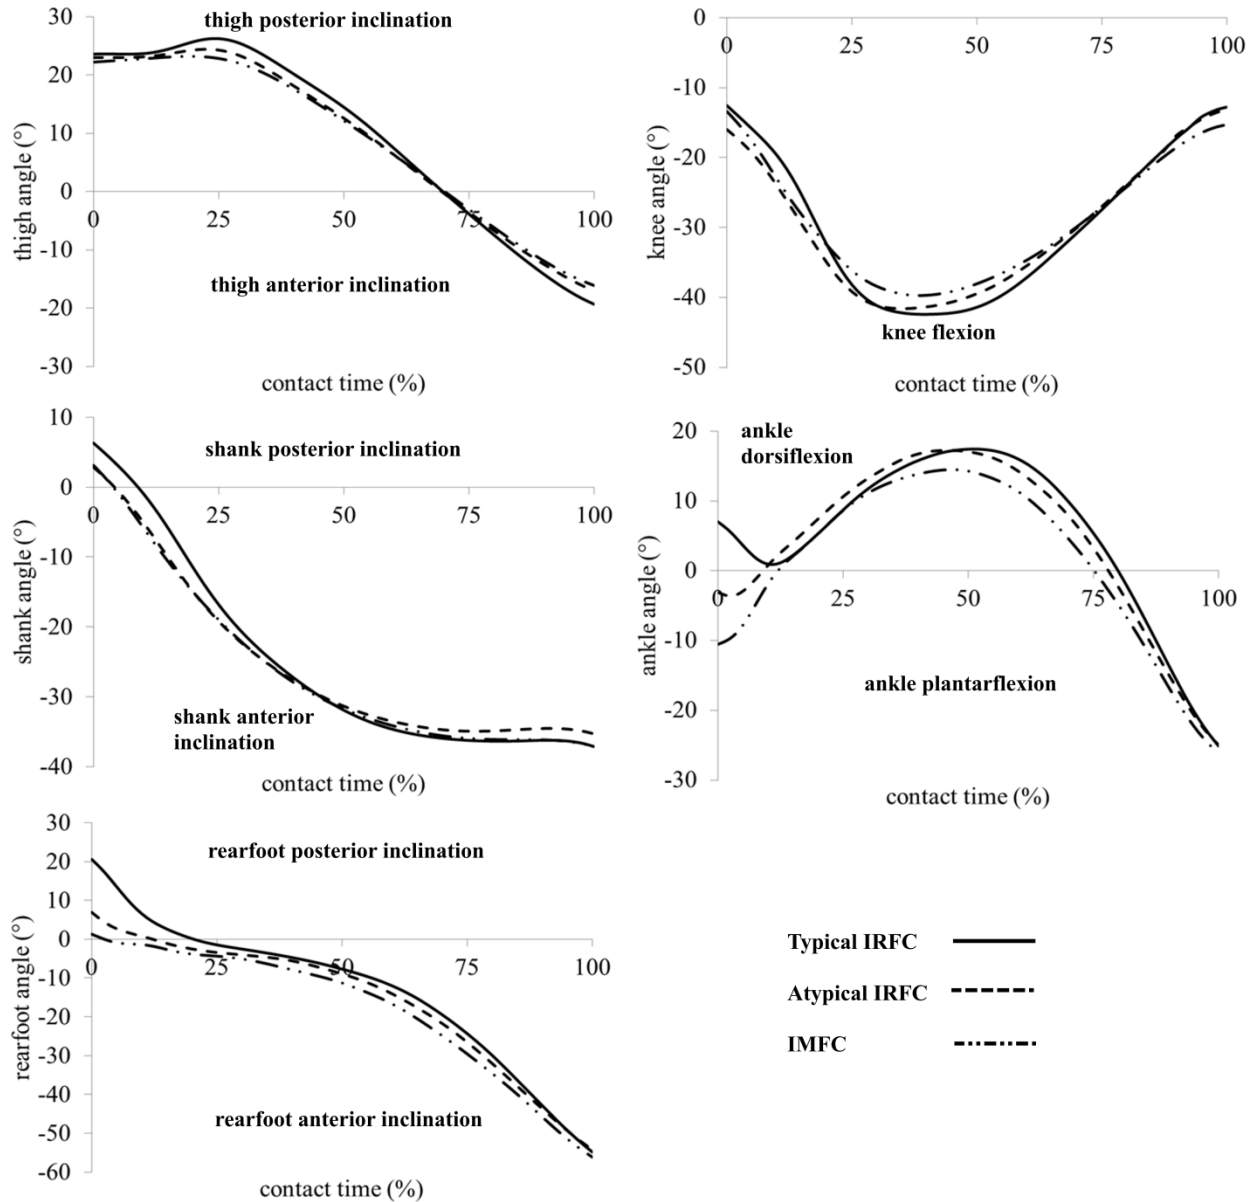 thigh posterior inclination
30
20
10
0
-10
-20
-30
0
25
50
75
100
thigh angle (°)
thigh anterior inclination
contact time (%)
0
-10
-20
-30
-40
-50
0
25
50
75
100
knee angle (°)
knee flexion
contact time (%)
10
0
-10
-20
-30
-40
0
25
50
75
100
shank angle (°)
shank posterior inclination
shank anterior
inclination
contact time (%)
20
10
0
-10
-20
-30
0
25
50
75
100
ankle angle (°)
ankle
dorsiflexion
ankle plantarflexion
contact time (%)
30
20
10
0
-10
-20
-30
-40
-50
-60
0
25
50
75
100
rearfoot angle (°)
rearfoot posterior inclination
rearfoot anterior inclination
contact time (%)
Typical IRFC
Atypical IRFC
IMFC